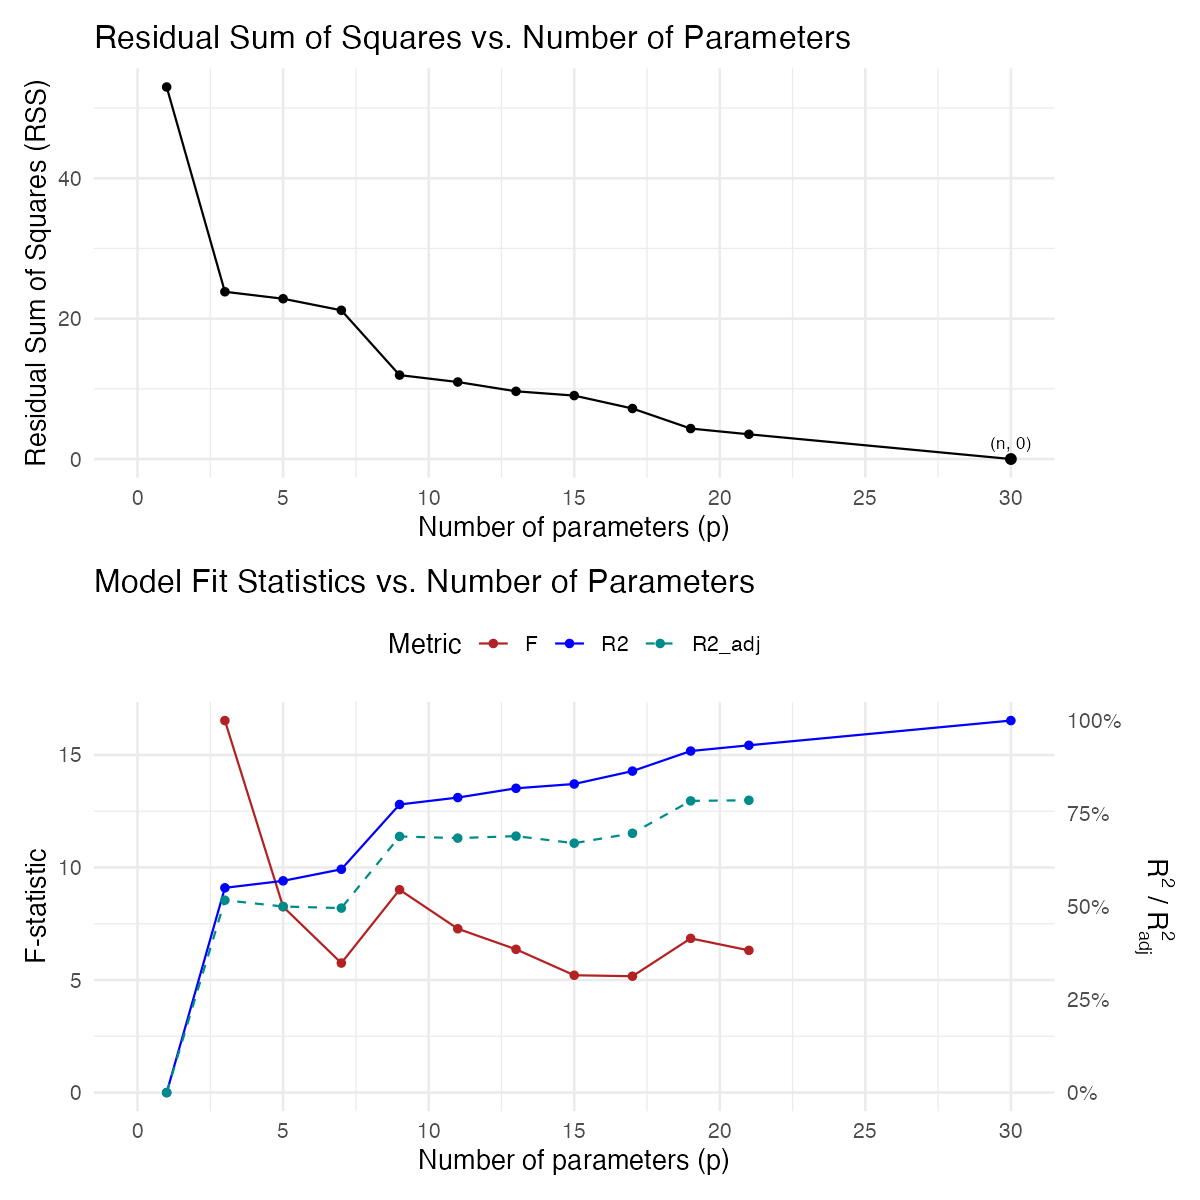 Residual Sum of Squares vs. Number of Parameters
Residual Sum of Squares (RSS)
40
20
0
(n, 0)
0 5 10 15 20 25 30
Number of parameters (p)
Model Fit Statistics vs. Number of Parameters
Metric F R2 R2_adj
F-statistic
15
10
5
0
100%
75%
50%
25%
0%
R² / R²adj
0 5 10 15 20 25 30
Number of parameters (p)